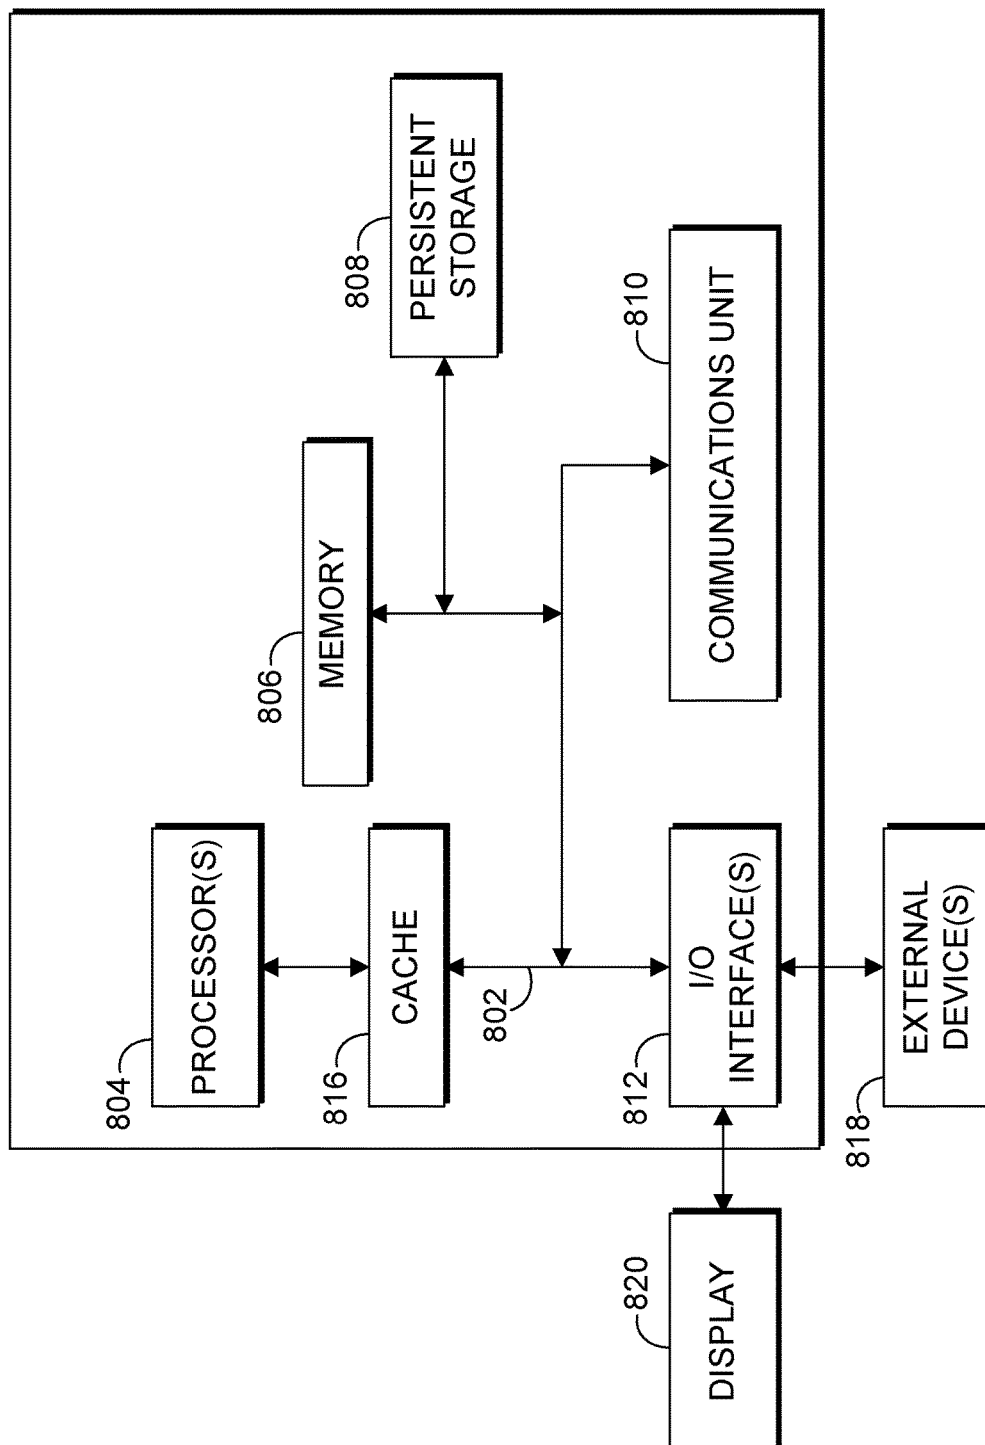 808
PERSISTENT
STORAGE
806
MEMORY
810
COMMUNICATIONS UNIT
804
PROCESSOR(S)
816
CACHE
802
812
I/O
INTERFACE(S)
818
EXTERNAL
DEVICE(S)
820
DISPLAY